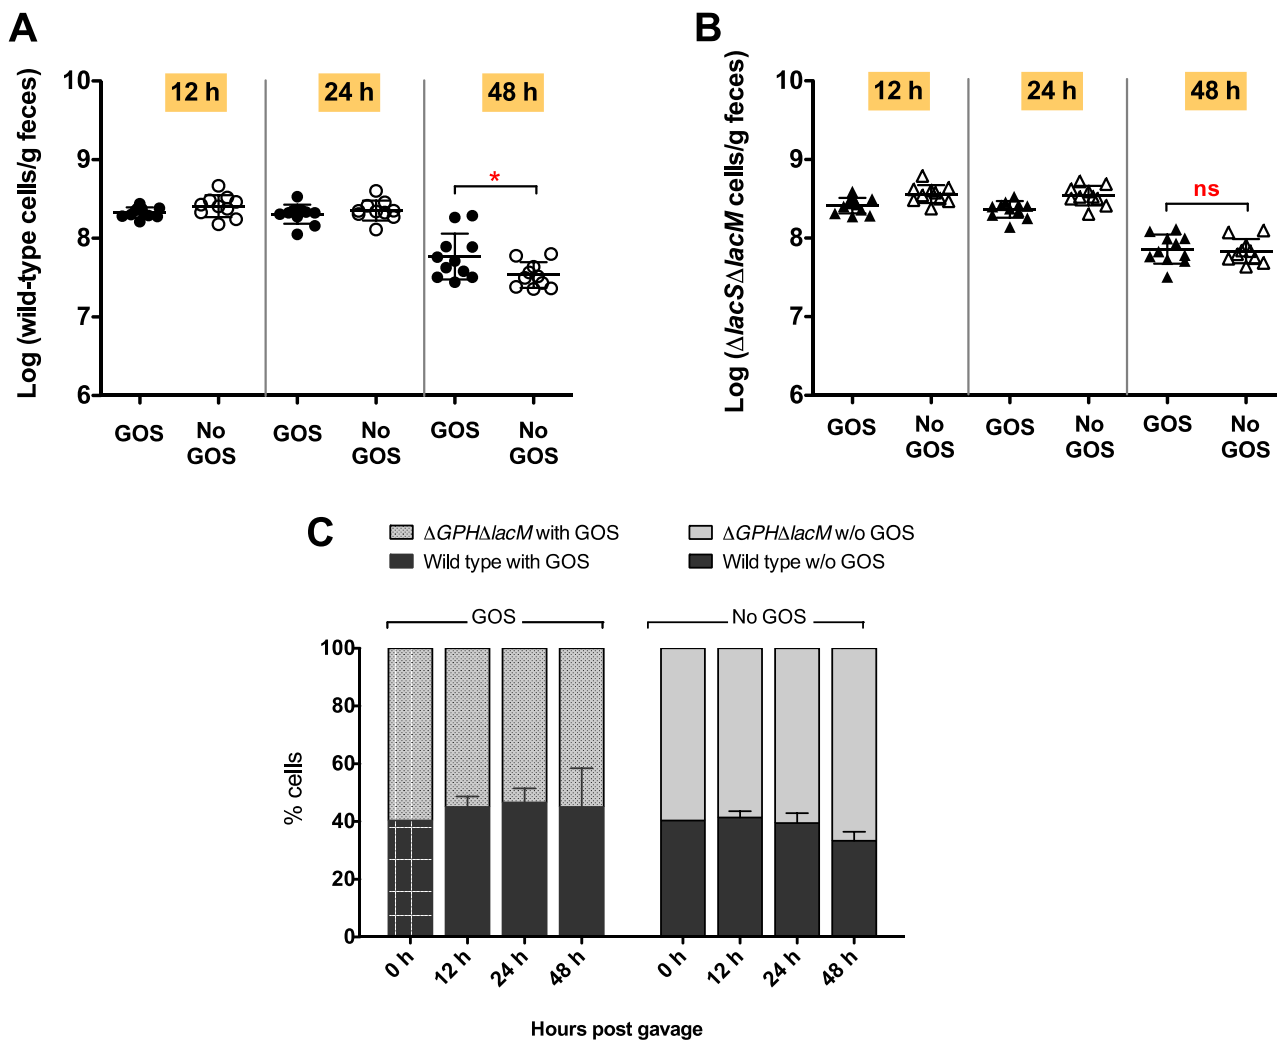 A
Log (wild-type cells/g feces)
10
9
8
7
6
12 h
24 h
48 h
*
GOS
No
GOS
GOS
No
GOS
GOS
No
GOS
B
Log (ΔlacSΔlacM cells/g feces)
10
9
8
7
6
12 h
24 h
48 h
ns
GOS
No
GOS
GOS
No
GOS
GOS
No
GOS
C
ΔGPHΔlacM with GOS
Wild type with GOS
ΔGPHΔlacM w/o GOS
Wild type w/o GOS
GOS
No GOS
% cells
100
80
60
40
20
0
0 h
12 h
24 h
48 h
0 h
12 h
24 h
48 h
Hours post gavage